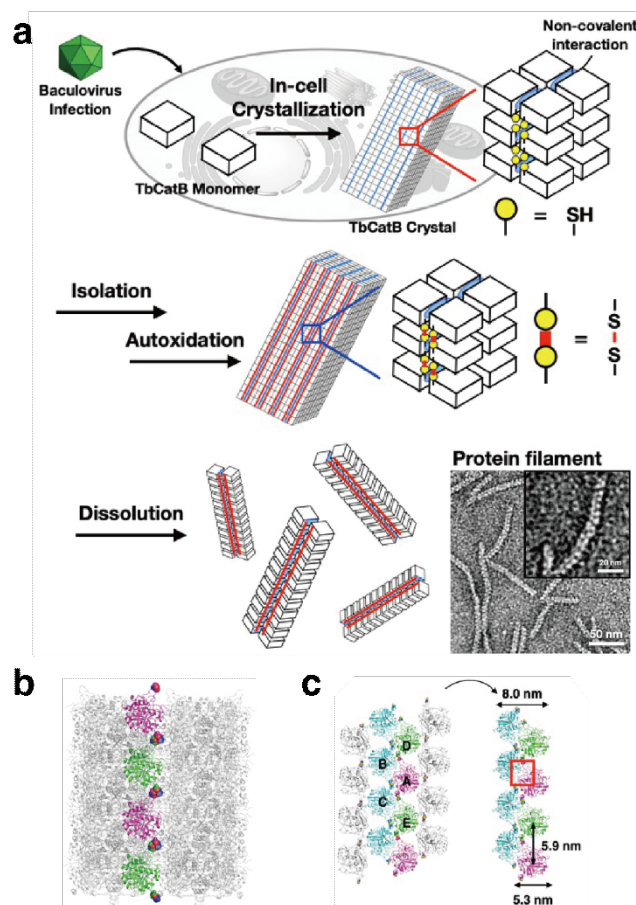 a
Baculovirus
Infection
In-cell
Crystallization
TbCatB Monomer
TbCatB Crystal
Non-covalent
interaction
= SH
Isolation
Autoxidation
= S
S
Dissolution
Protein filament
20 nm
50 nm
b
c
8.0 nm
D
B
A
C
E
5.9 nm
5.3 nm